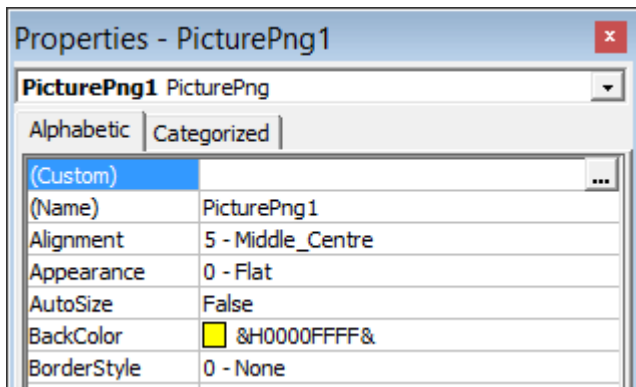 Properties - PicturePng1 x
PicturePng1 PicturePng
Alphabetic Categorized
(Custom) ...
(Name) PicturePng1
Alignment 5 - Middle_Centre
Appearance 0 - Flat
AutoSize False
BackColor &H0000FFFF&
BorderStyle 0 - None